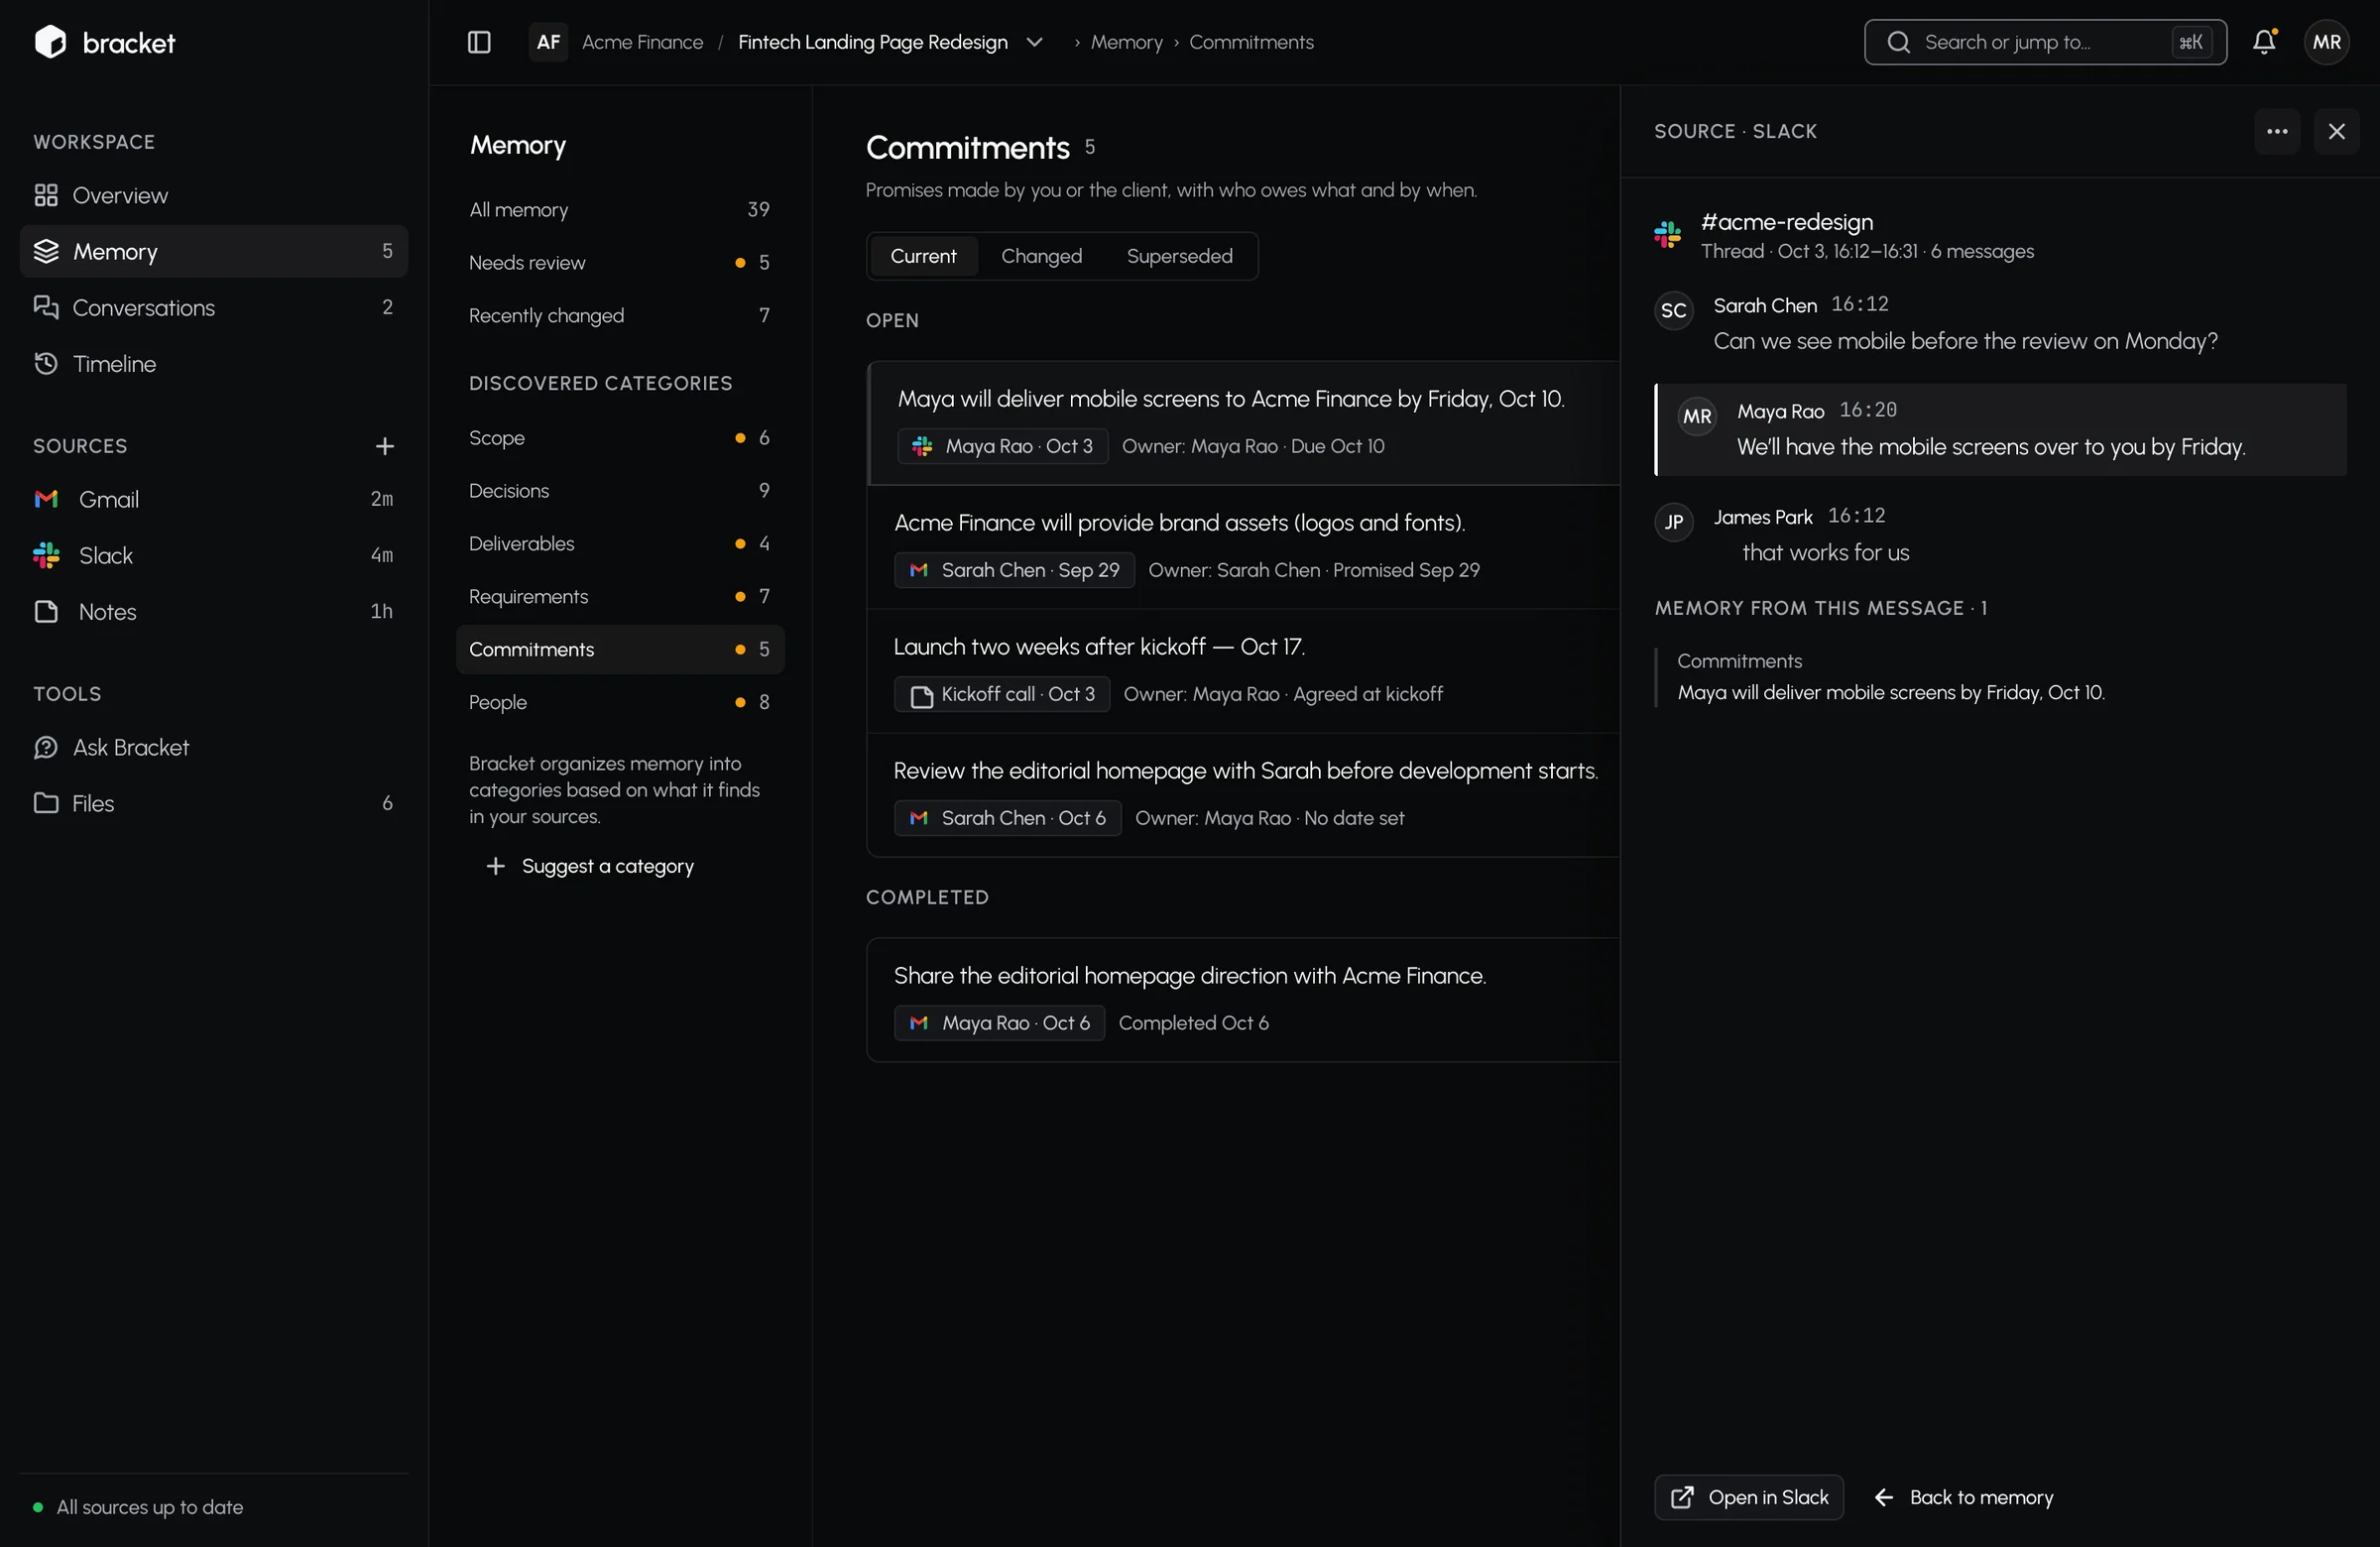 bracket
WORKSPACE
Overview
Memory 5
Conversations 2
Timeline
SOURCES
Gmail 2m
Slack 4m
Notes 1h
TOOLS
Ask Bracket
Files 6
All sources up to date
AF Acme Finance / Fintech Landing Page Redesign › Memory › Commitments
Search or jump to... ⌘K
MR
Memory
All memory 39
Needs review 5
Recently changed 7
DISCOVERED CATEGORIES
Scope 6
Decisions 9
Deliverables 4
Requirements 7
Commitments 5
People 8
Bracket organizes memory into
categories based on what it finds
in your sources.
Suggest a category
Commitments 5
Promises made by you or the client, with who owes what and by when.
Current Changed Superseded
OPEN
Maya will deliver mobile screens to Acme Finance by Friday, Oct 10.
Maya Rao · Oct 3 Owner: Maya Rao · Due Oct 10
Acme Finance will provide brand assets (logos and fonts).
Sarah Chen · Sep 29 Owner: Sarah Chen · Promised Sep 29
Launch two weeks after kickoff — Oct 17.
Kickoff call · Oct 3 Owner: Maya Rao · Agreed at kickoff
Review the editorial homepage with Sarah before development starts.
Sarah Chen · Oct 6 Owner: Maya Rao · No date set
COMPLETED
Share the editorial homepage direction with Acme Finance.
Maya Rao · Oct 6 Completed Oct 6
SOURCE · SLACK
#acme-redesign
Thread · Oct 3, 16:12–16:31 · 6 messages
SC Sarah Chen 16:12
Can we see mobile before the review on Monday?
MR Maya Rao 16:20
We'll have the mobile screens over to you by Friday.
JP James Park 16:12
that works for us
MEMORY FROM THIS MESSAGE · 1
Commitments
Maya will deliver mobile screens by Friday, Oct 10.
Open in Slack
Back to memory